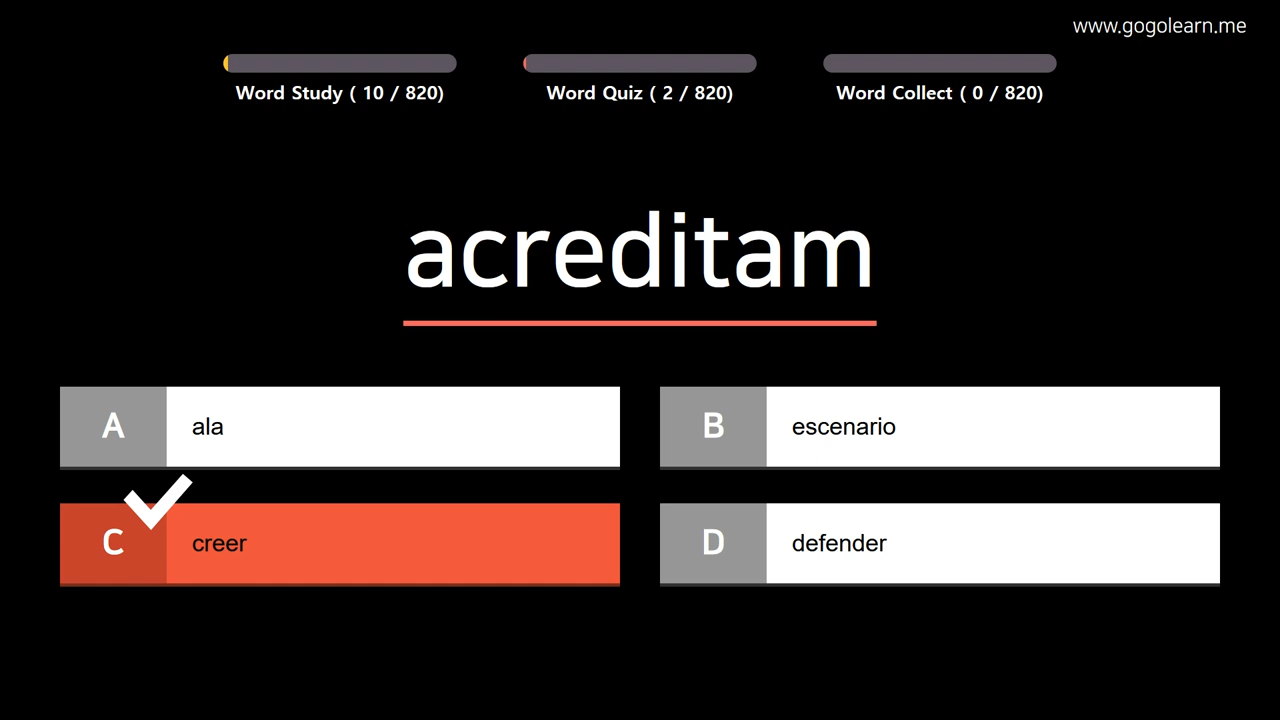 www.gogolearn.me
Word Study ( 10 / 820)
Word Quiz ( 2 / 820)
Word Collect ( 0 / 820)
acreditam
A ala
B escenario
C creer
D defender